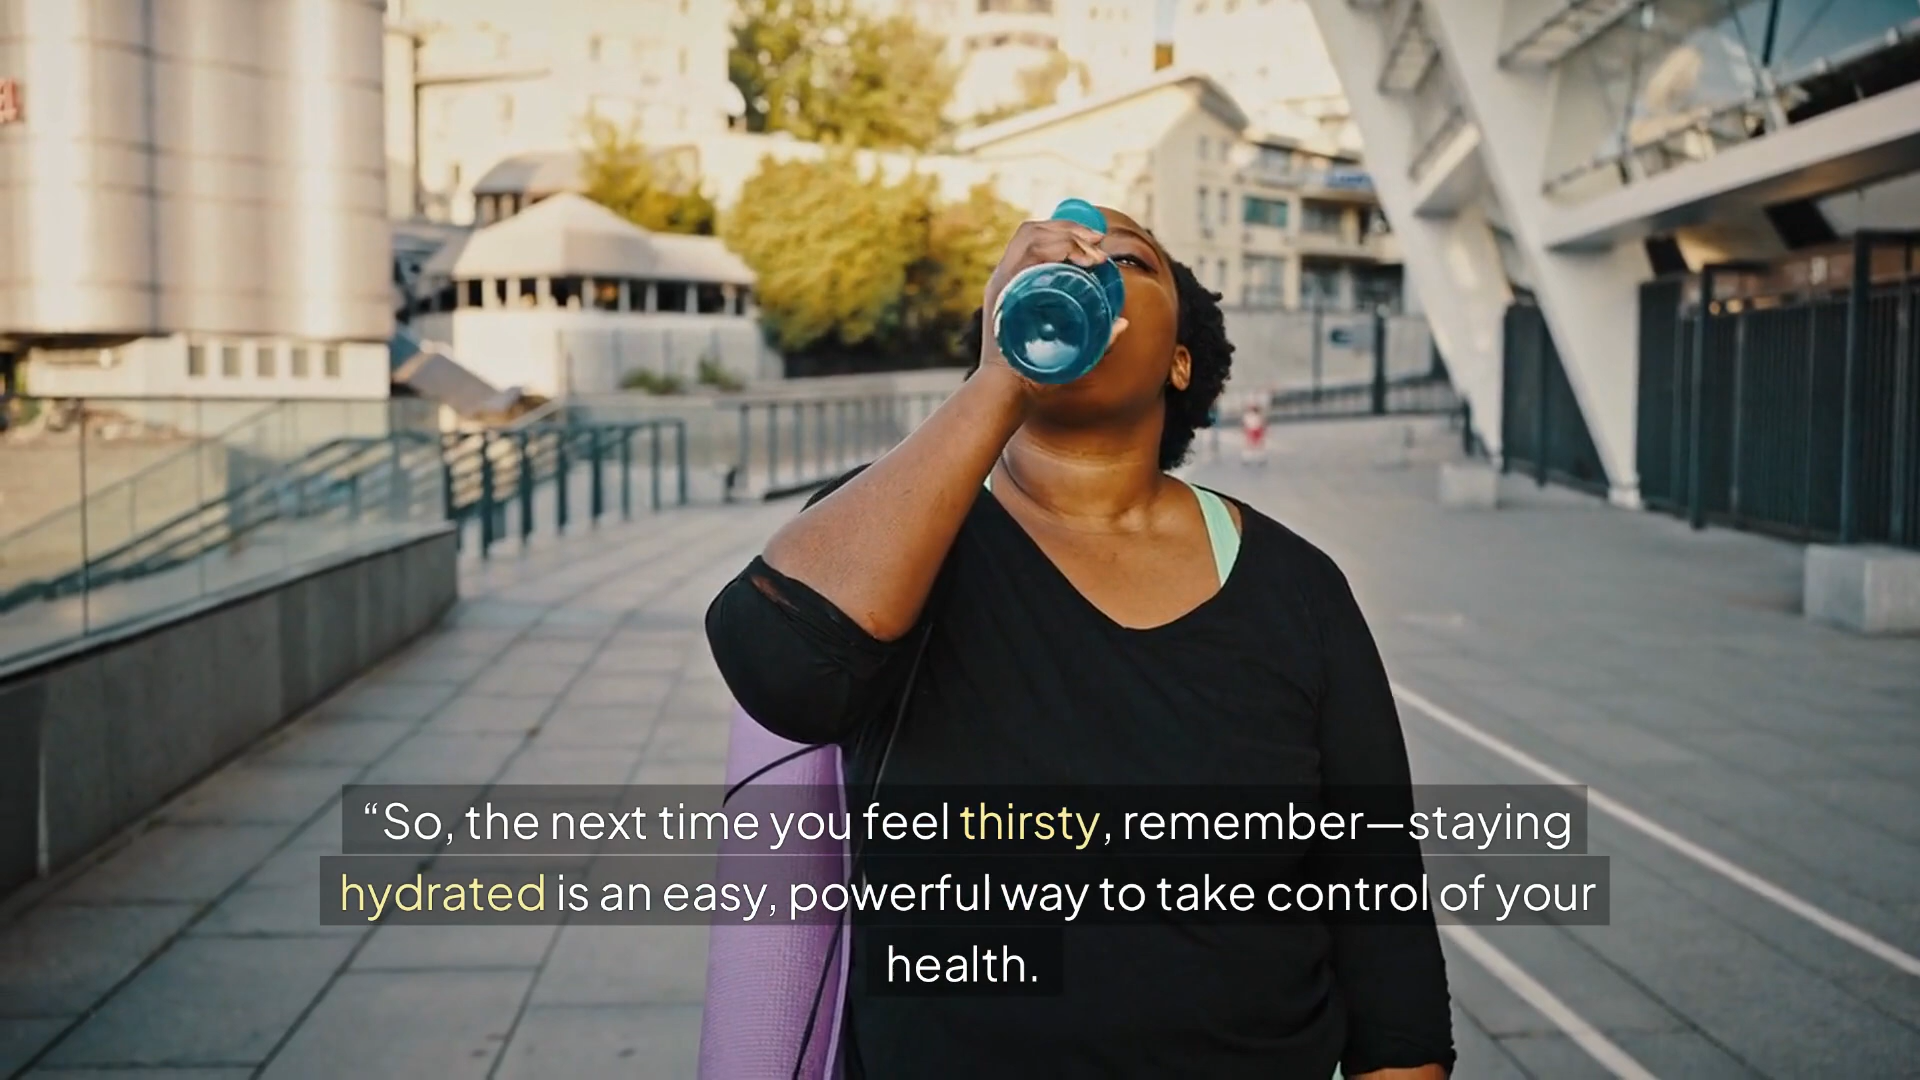 “So, the next time you feel thirsty, remember—staying
hydrated is an easy, powerful way to take control of your
health.